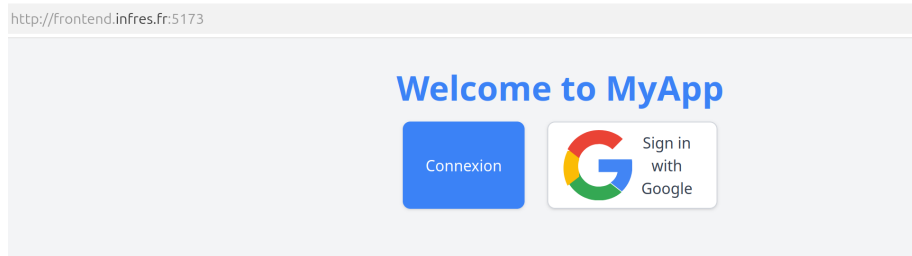 http://frontend.infres.fr:5173
Welcome to MyApp
Connexion
Sign in
with
Google